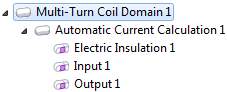 Multi-Turn Coil Domain 1
Automatic Current Calculation 1
Electric Insulation 1
Input 1
Output 1